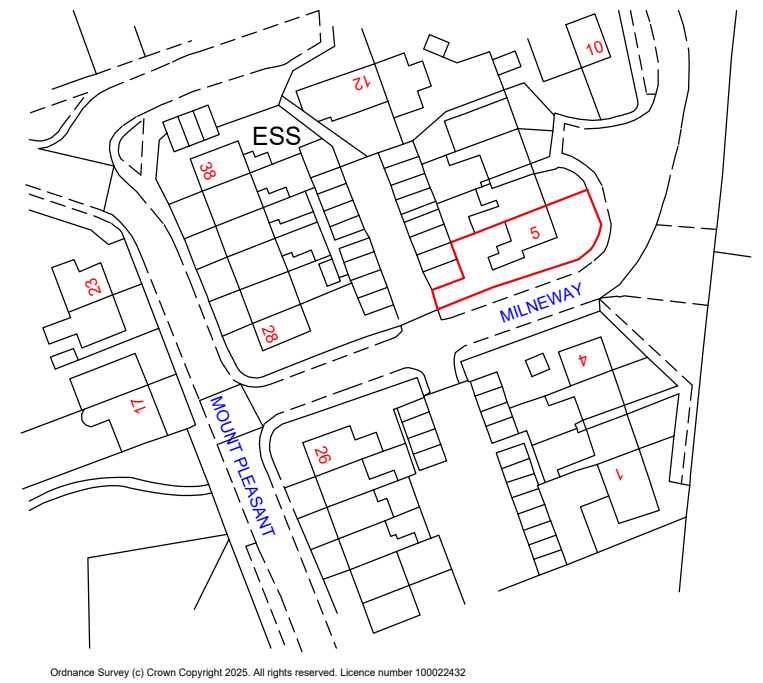 10
12
ESS
38
5
23
MILNEWAY
28
4
17
MOUNT PLEASANT
26
1
Ordnance Survey (c) Crown Copyright 2025. All rights reserved. Licence number 100022432